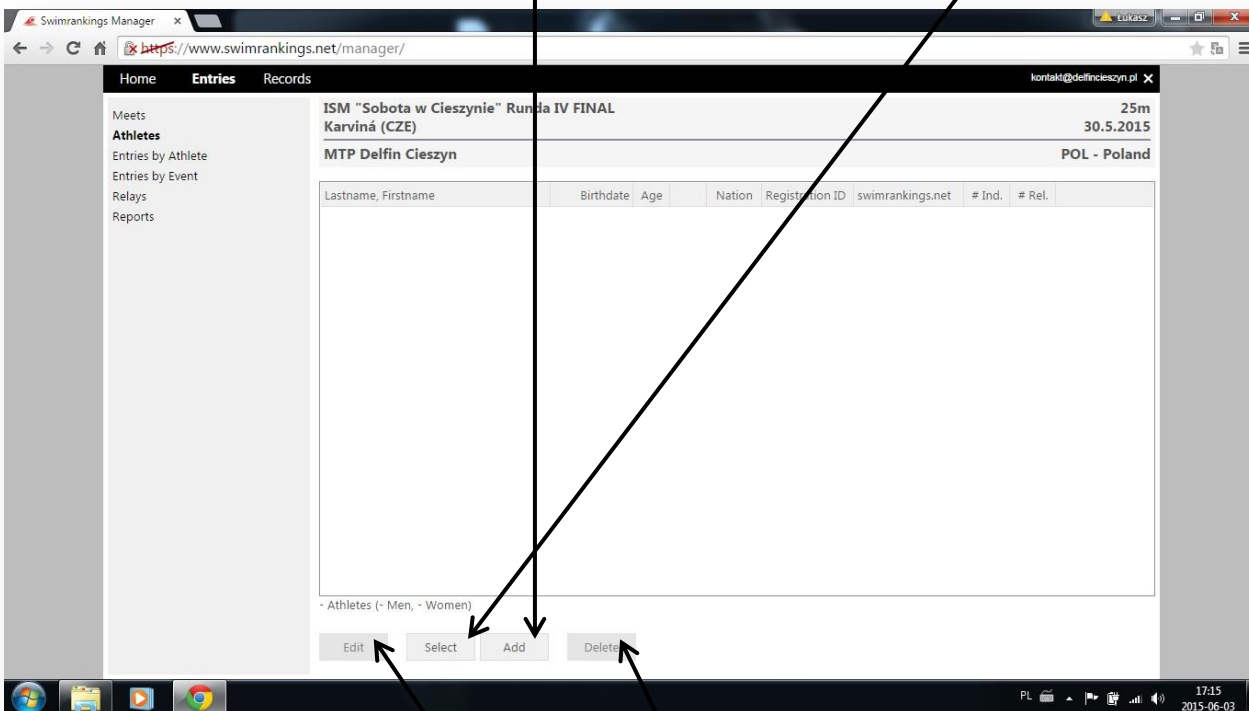 Swimrankings Manager
Łukasz
https://www.swimrankings.net/manager/
Home Entries Records kontakt@delfincieszyn.pl
Meets
Athletes
Entries by Athlete
Entries by Event
Relays
Reports
ISM "Sobota w Cieszynie" Runda IV FINAL 25m
Karviná (CZE) 30.5.2015
MTP Delfin Cieszyn POL - Poland
Lastname, Firstname Birthdate Age Nation Registration ID swimrankings.net # Ind. # Rel.
- Athletes (- Men, - Women)
Edit Select Add Delete
PL 17:15
2015-06-03